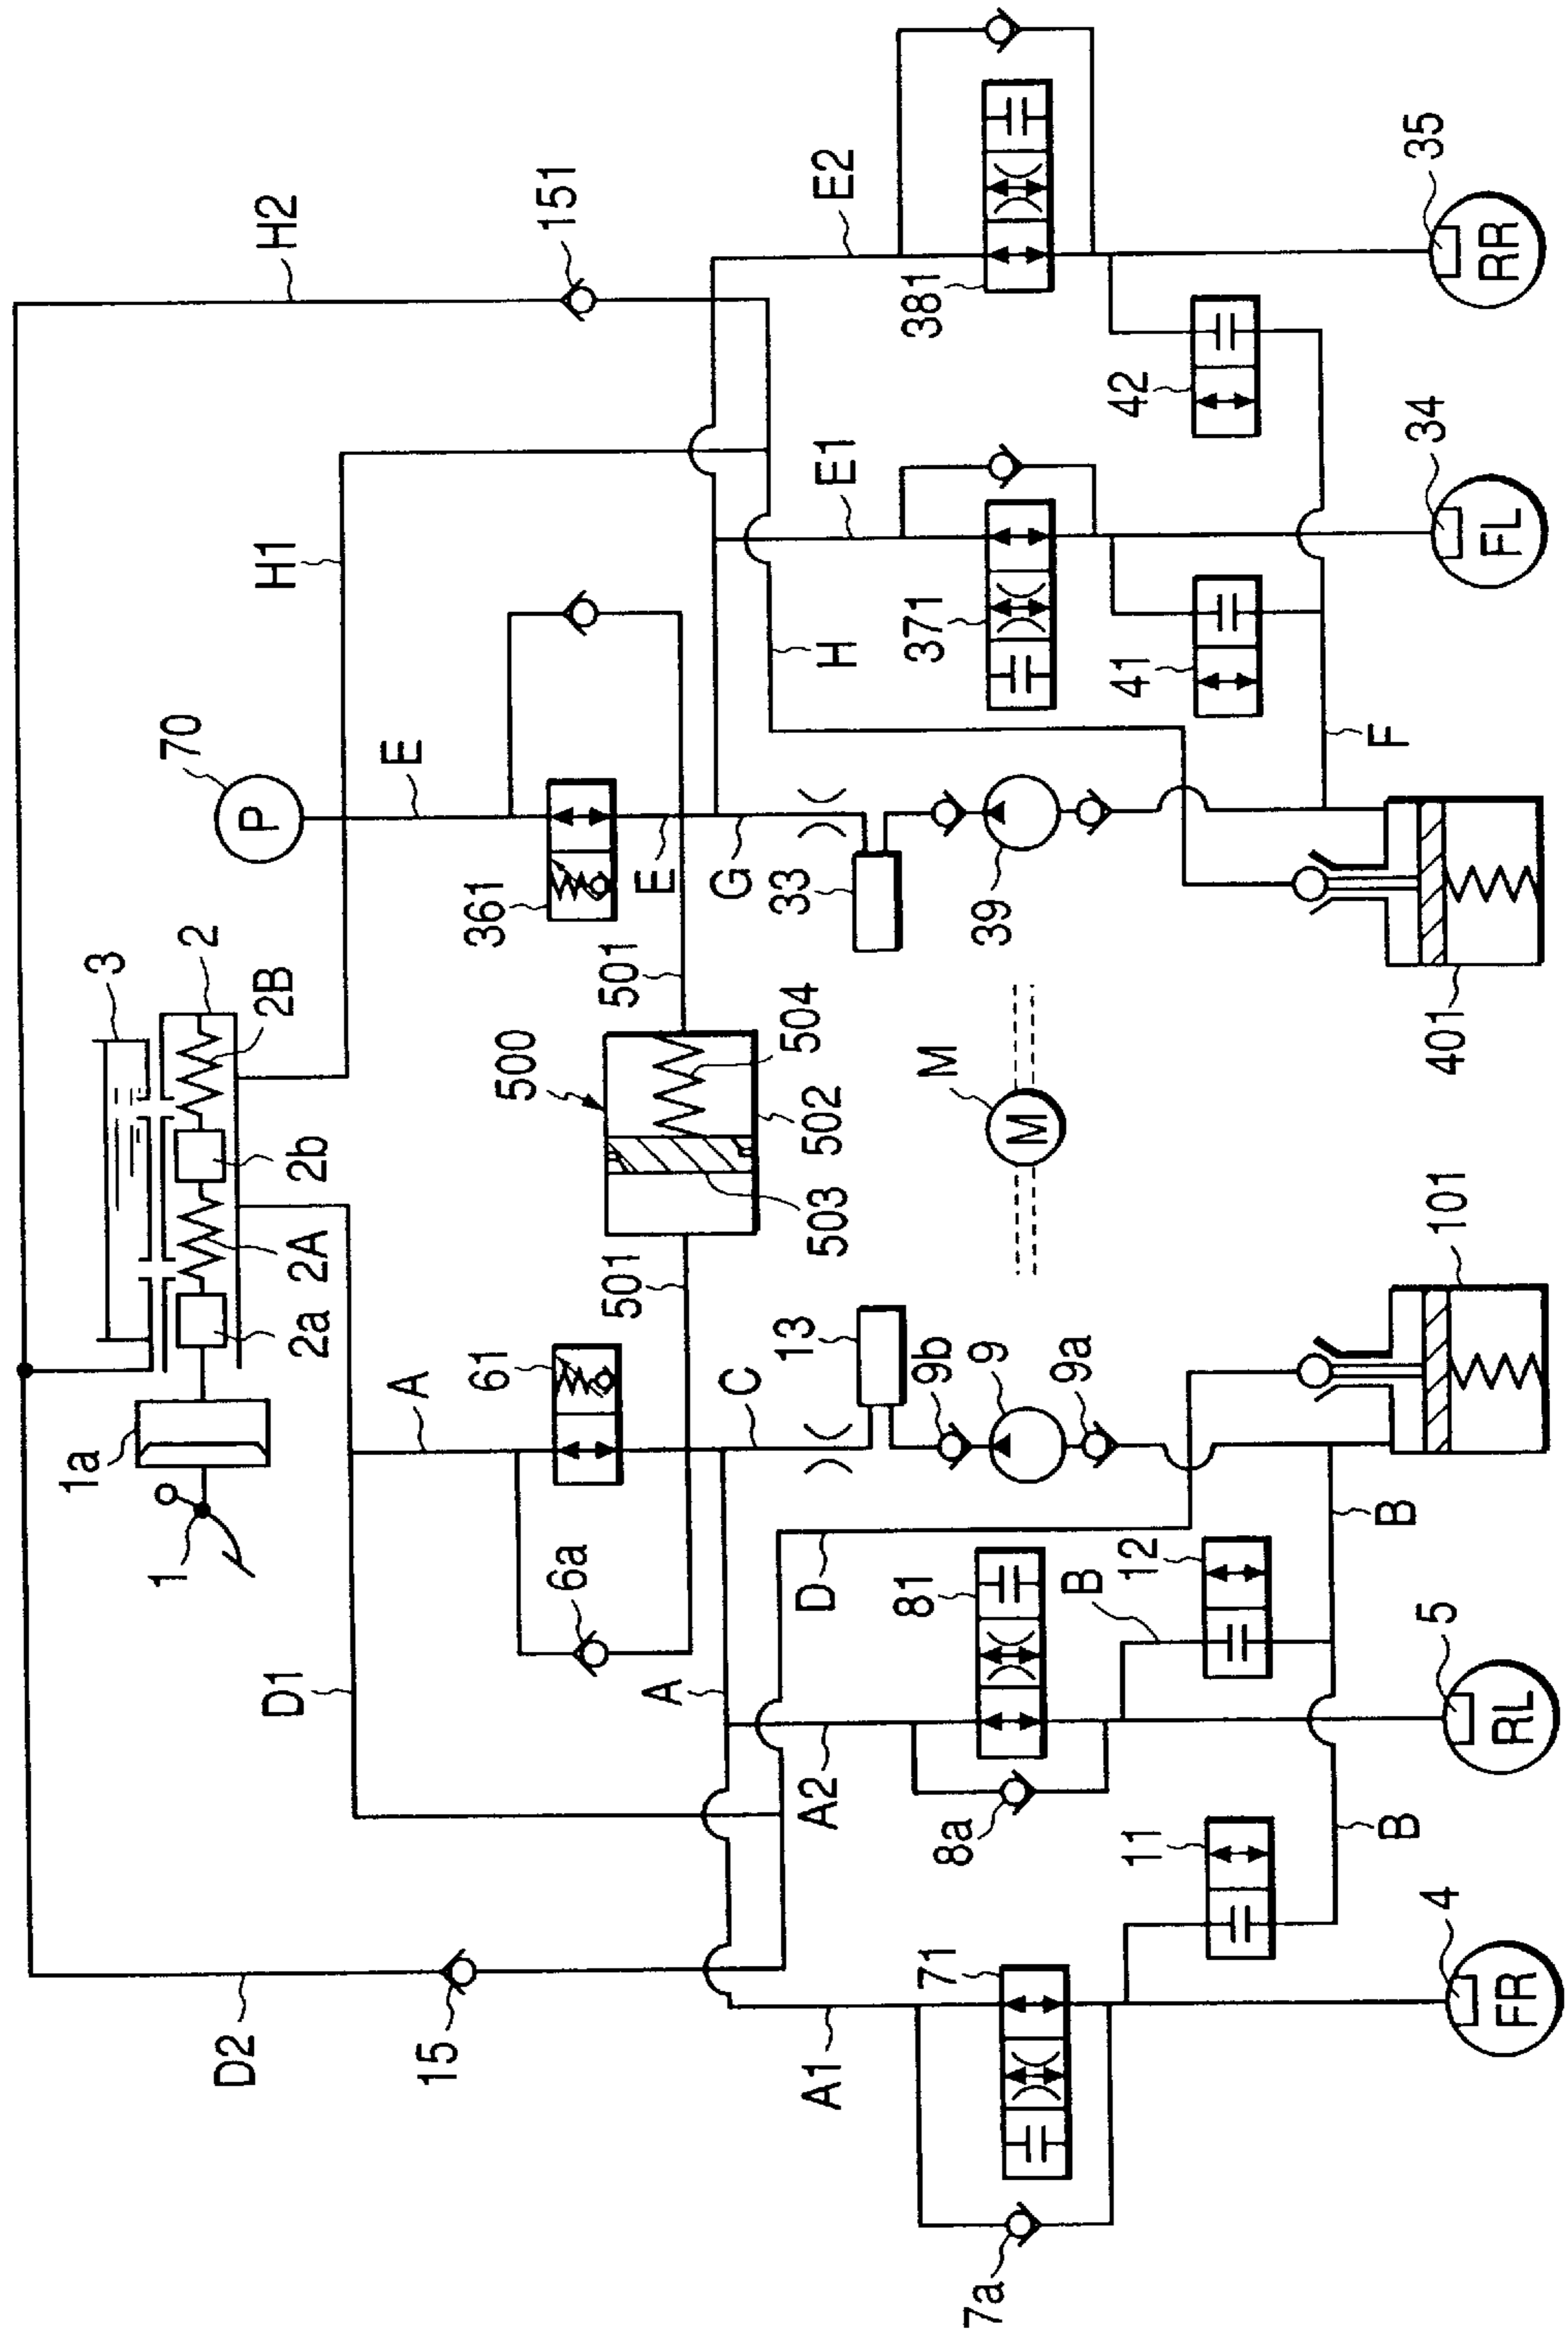 D2
15
A1
71
7a
4
FR
D1
A2
8a
11
B
5
RL
1
1a
A
6a
A
D
81
B
12
B
2a
2A
2b
2B
2
3
61
C
13
9b
9
9a
101
500
501
501
502
503
504
M
M
70
P
E
361
E
G
33
39
401
H1
H2
151
H
E1
371
41
F
34
FL
E2
381
42
35
RR